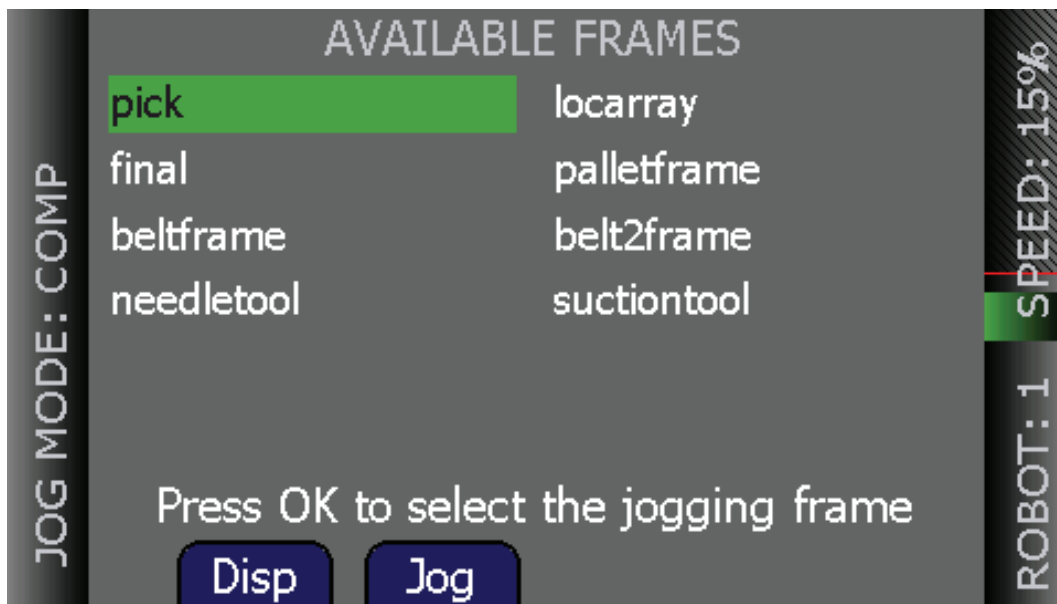 AVAILABLE FRAMES
pick locarray
final palletframe
beltframe belt2frame
needletool suctiontool
Press OK to select the jogging frame
Disp Jog
JOG MODE: COMP
SPEED: 15%
ROBOT: 1